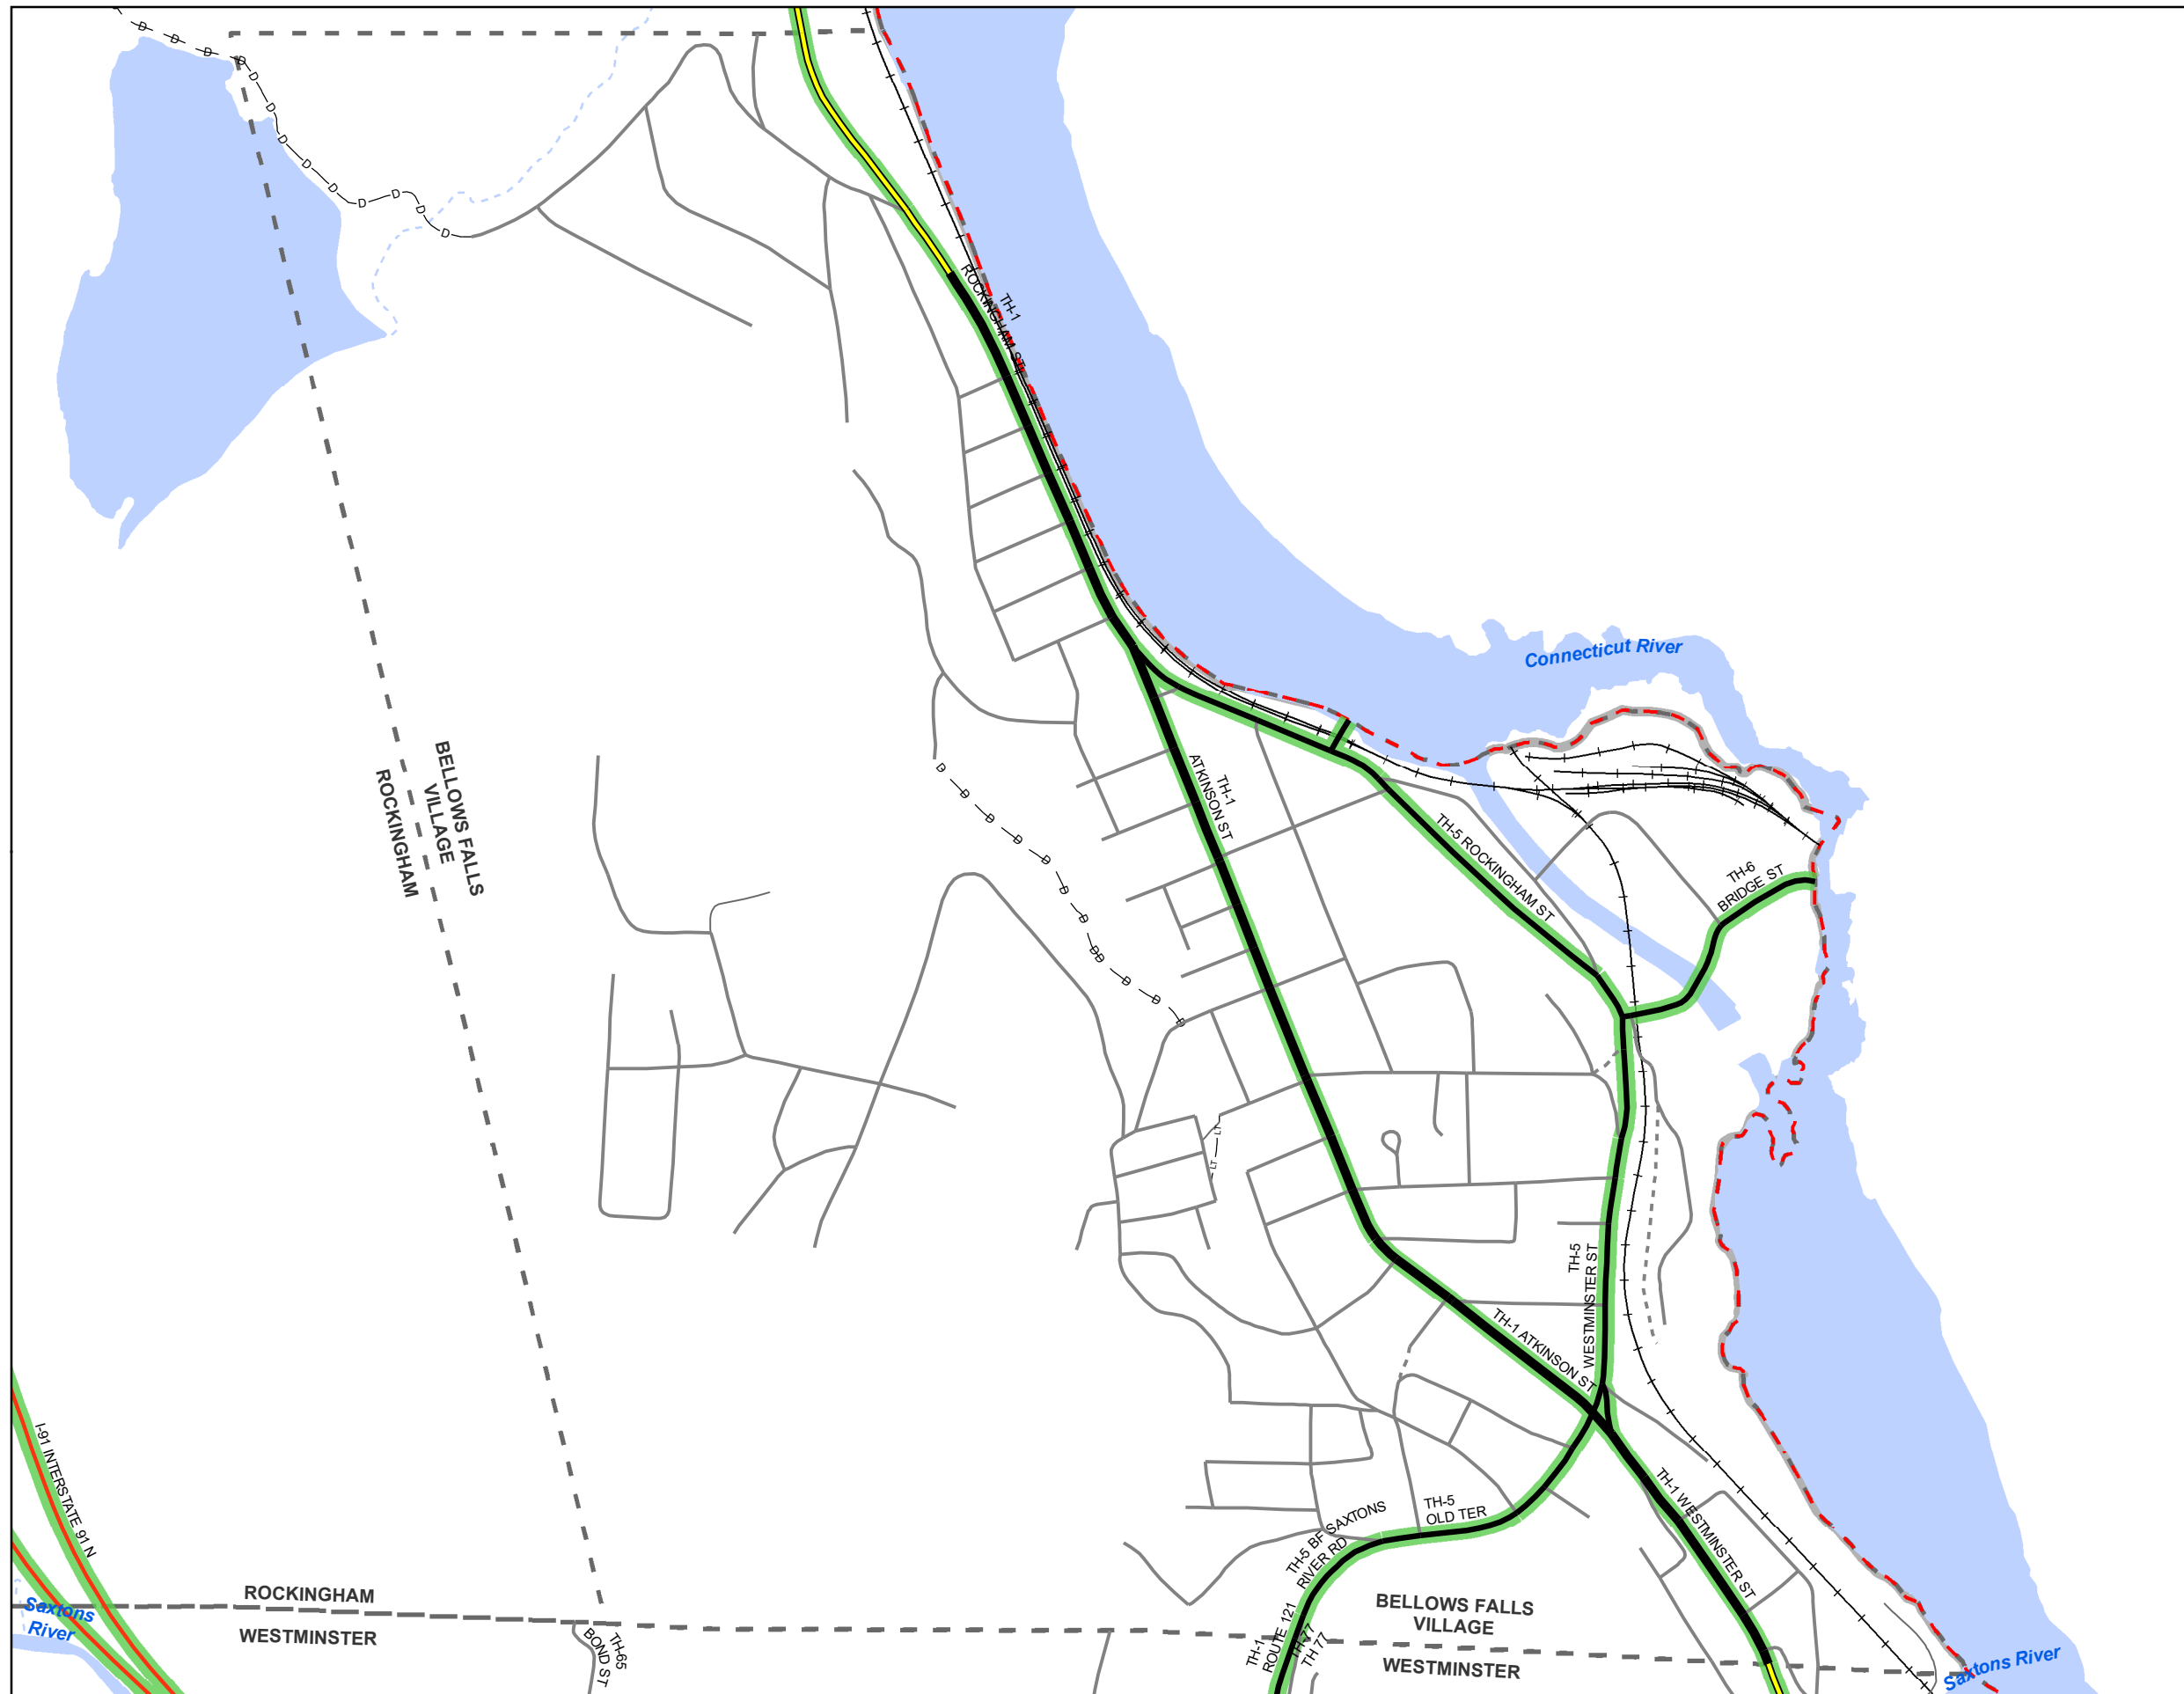 TH-1
ROCKINGHAM ST
Connecticut River
BELLOWS FALLS
VILLAGE
ROCKINGHAM
TH-1
ATKINSON ST
TH-5 ROCKINGHAM ST
TH-6
BRIDGE ST
D D D D D D D D D D D D D D
D D D D D D D DD D D D
LT
LT
TH-5
WESTMINSTER ST
TH-1 ATKINSON ST
I-91 INTERSTATE 91 N
TH-5 BF SAXTONS
RIVER RD
TH-5
OLD TER
TH-1 WESTMINSTER ST
ROCKINGHAM
WESTMINSTER
Saxtons
River
TH-65
BOND ST
TH-1
ROUTE 121
TH-77
TH 77
BELLOWS FALLS
VILLAGE
WESTMINSTER
Saxtons River